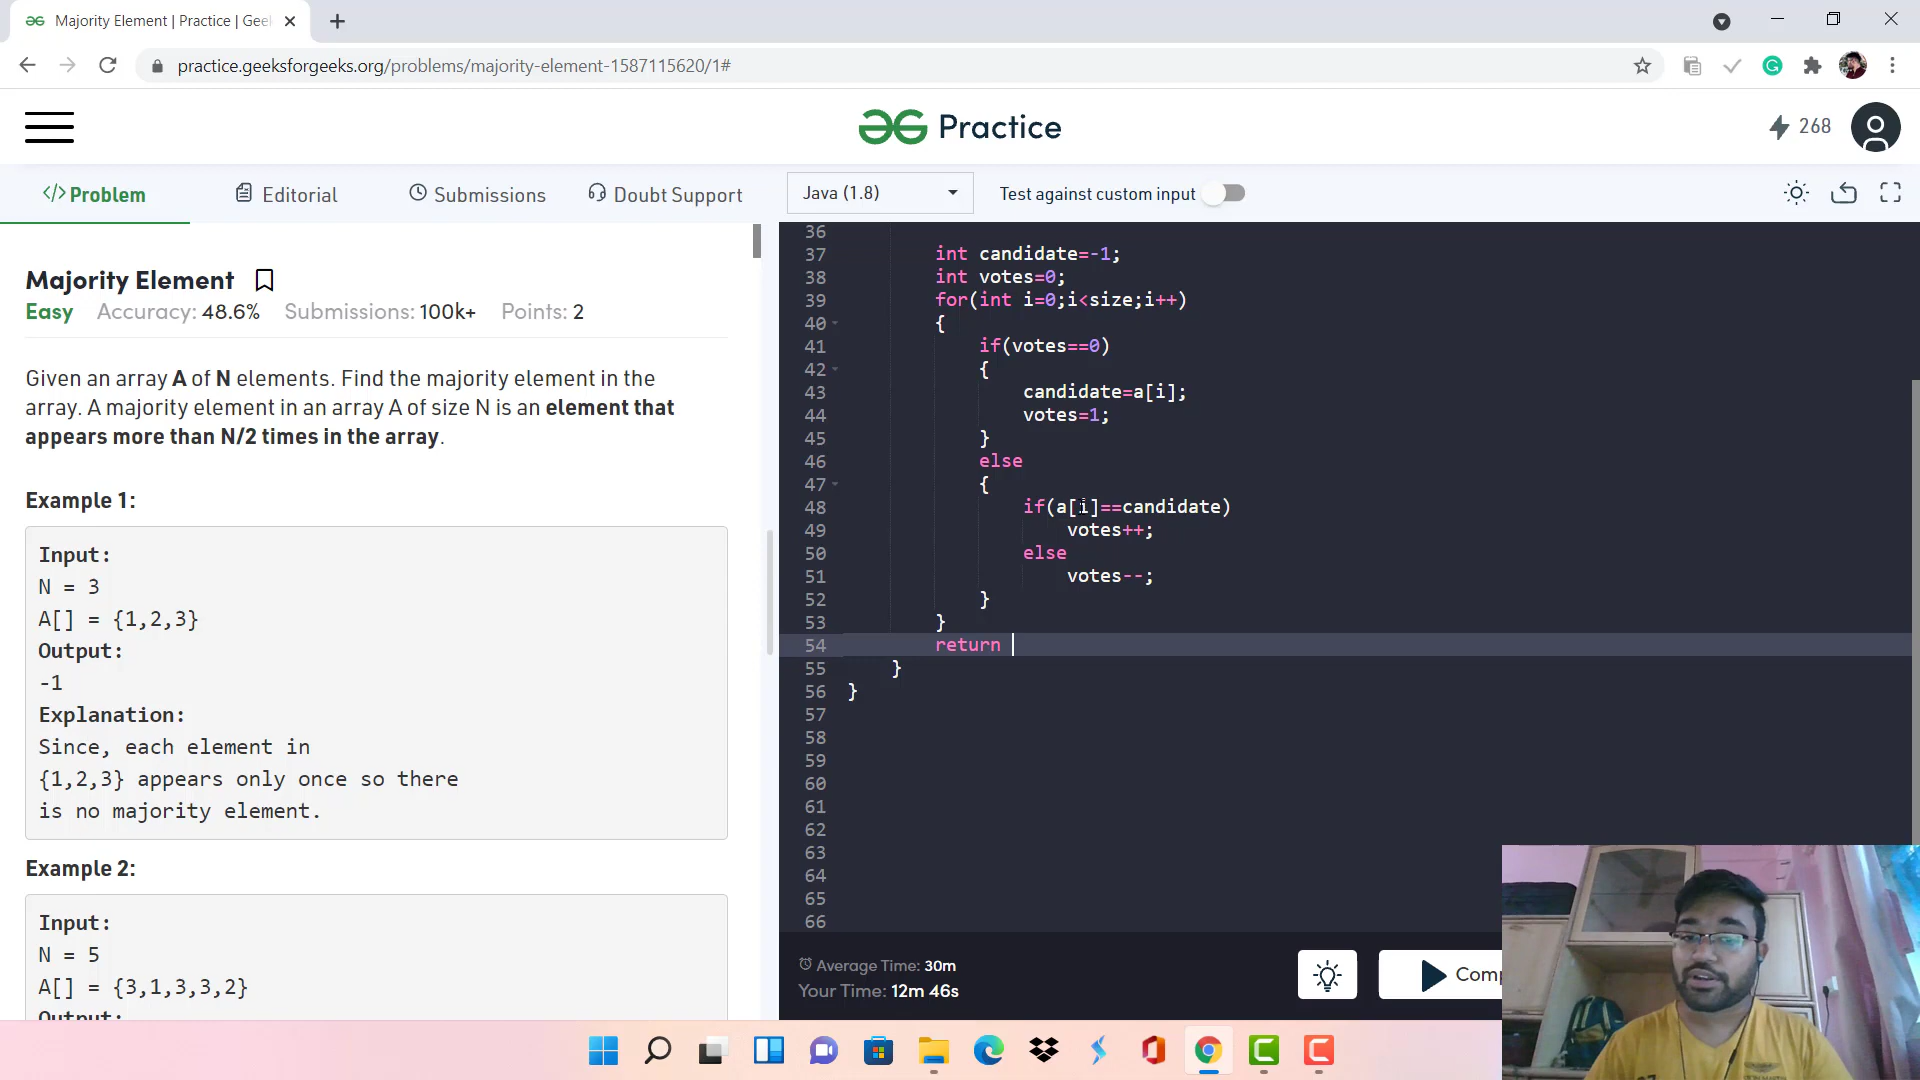 Majority Element | Practice | Geek
practice.geeksforgeeks.org/problems/majority-element-1587115620/1#
Practice
268
</> Problem
Editorial
Submissions
Doubt Support
Java (1.8)
Test against custom input
Majority Element
Easy Accuracy: 48.6% Submissions: 100k+ Points: 2
Given an array A of N elements. Find the majority element in the
array. A majority element in an array A of size N is an element that
appears more than N/2 times in the array.
Example 1:
Input:
N = 3
A[] = {1,2,3}
Output:
-1
Explanation:
Since, each element in
{1,2,3} appears only once so there
is no majority element.
Example 2:
Input:
N = 5
A[] = {3,1,3,3,2}
Output:
36
37 int candidate=-1;
38 int votes=0;
39 for(int i=0;i<size;i++)
40 {
41 if(votes==0)
42 {
43 candidate=a[i];
44 votes=1;
45 }
46 else
47 {
48 if(a[i]==candidate)
49 votes++;
50 else
51 votes--;
52 }
53 }
54 return
55 }
56 }
57
58
59
60
61
62
63
64
65
66
Average Time: 30m
Your Time: 12m 46s
Comp